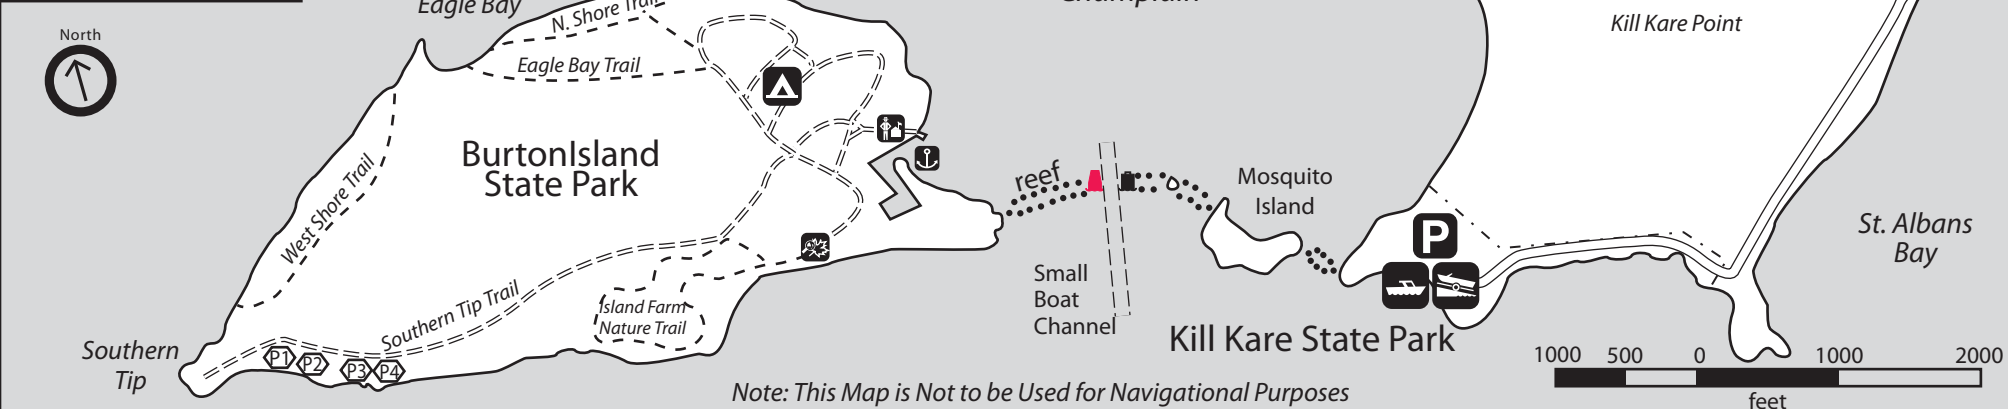 Eagle Bay
Champlain
N. Shore Trail
Kill Kare Point
North
Eagle Bay Trail
BurtonIsland
State Park
West Shore Trail
reef
Mosquito
Island
P
St. Albans
Bay
Small
Boat
Channel
Island Farm
Nature Trail
Southern Tip Trail
Kill Kare State Park
Southern
Tip
P1
P2
P3
P4
1000 500 0 1000 2000
feet
Note: This Map is Not to be Used for Navigational Purposes